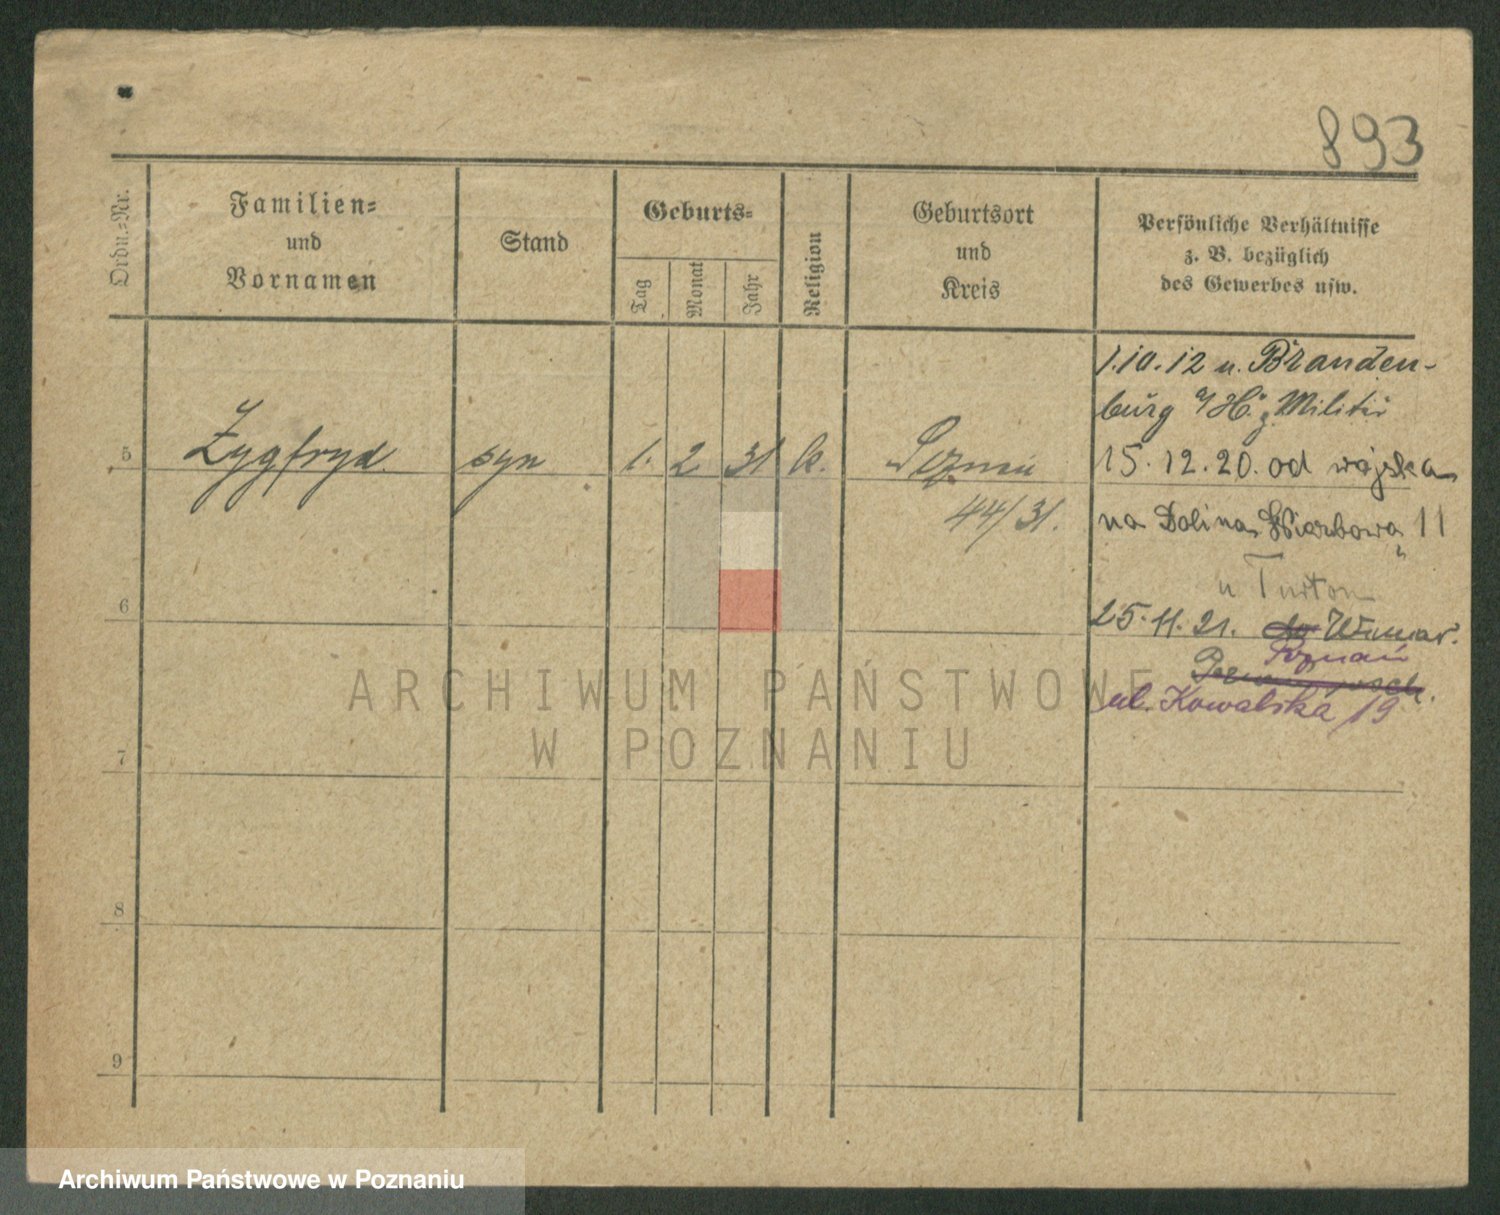 893
Ordn.-Nr.
Familien-
und
Vornamen
Stand
Geburts-
Tag
Monat
Jahr
Religion
Geburtsort
und
Kreis
Persönliche Verhältnisse
z. B. bezüglich
des Gewerbes usw.
1.10.12 n. Branden-
burg a/H. z. Militär
5 Zygfryd syn 1. 2 31 k. Poznań
15.12.20. od wojska
44/31.
na Dolina Wierzbowa 11
6
25.11.21.
Poznań
ul. Kowalska 19
ARCHIWUM PAŃSTWOWE
W POZNANIU
7
8
9
Archiwum Państwowe w Poznaniu